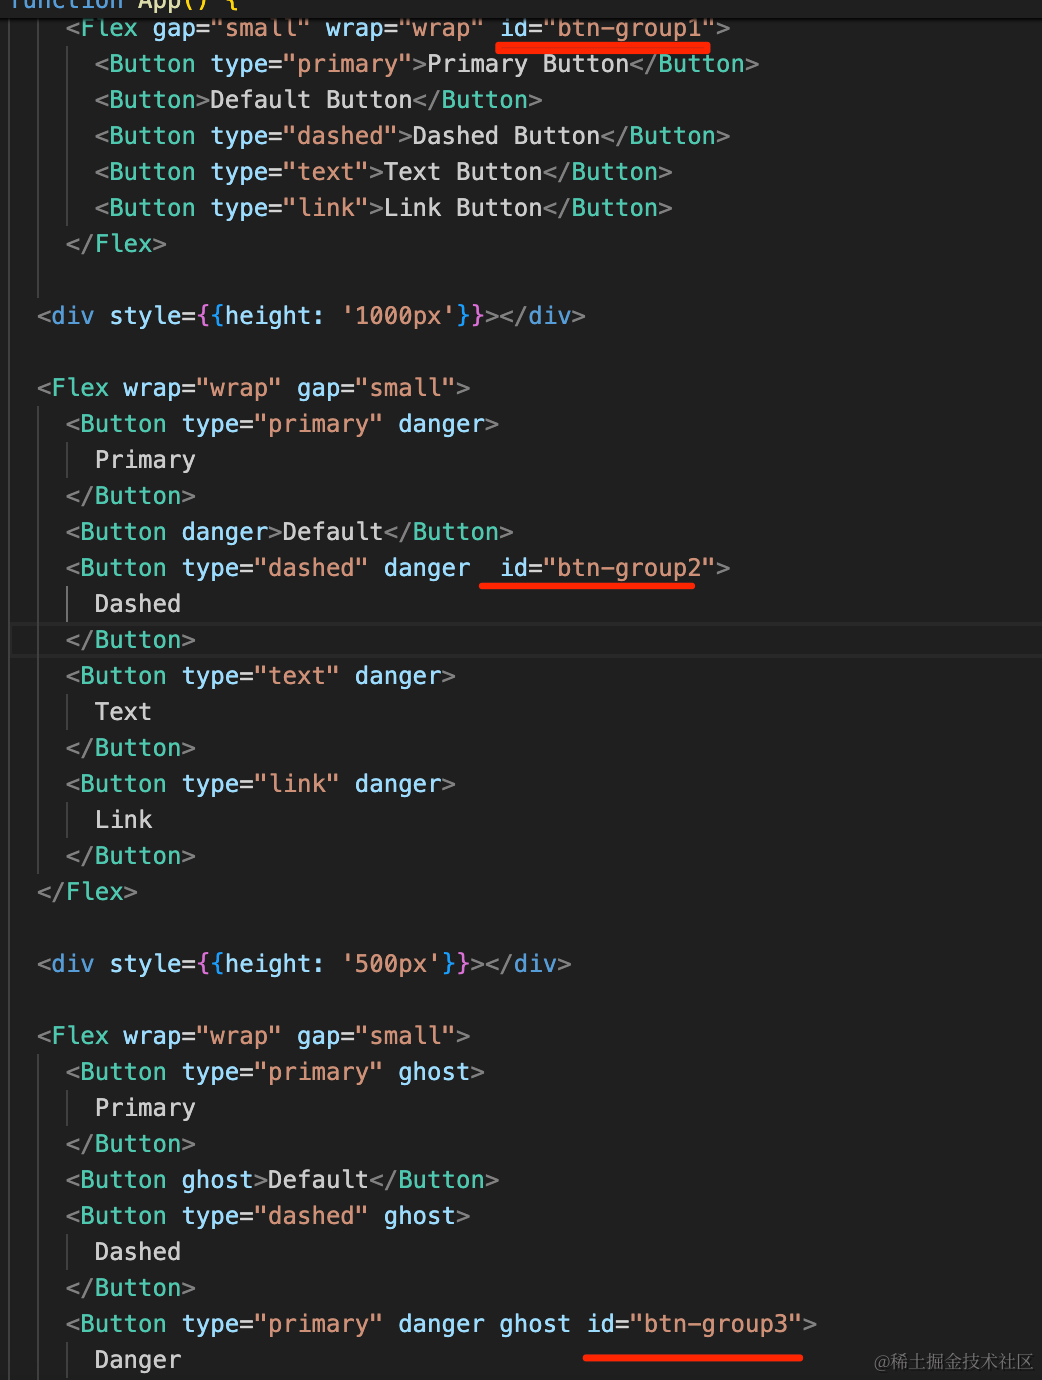 function App() {
<Flex gap="small" wrap="wrap" id="btn-group1">
<Button type="primary">Primary Button</Button>
<Button>Default Button</Button>
<Button type="dashed">Dashed Button</Button>
<Button type="text">Text Button</Button>
<Button type="link">Link Button</Button>
</Flex>
<div style={{height: '1000px'}}></div>
<Flex wrap="wrap" gap="small">
<Button type="primary" danger>
Primary
</Button>
<Button danger>Default</Button>
<Button type="dashed" danger  id="btn-group2">
Dashed
</Button>
<Button type="text" danger>
Text
</Button>
<Button type="link" danger>
Link
</Button>
</Flex>
<div style={{height: '500px'}}></div>
<Flex wrap="wrap" gap="small">
<Button type="primary" ghost>
Primary
</Button>
<Button ghost>Default</Button>
<Button type="dashed" ghost>
Dashed
</Button>
<Button type="primary" danger ghost id="btn-group3">
Danger
@稀土掘金技术社区